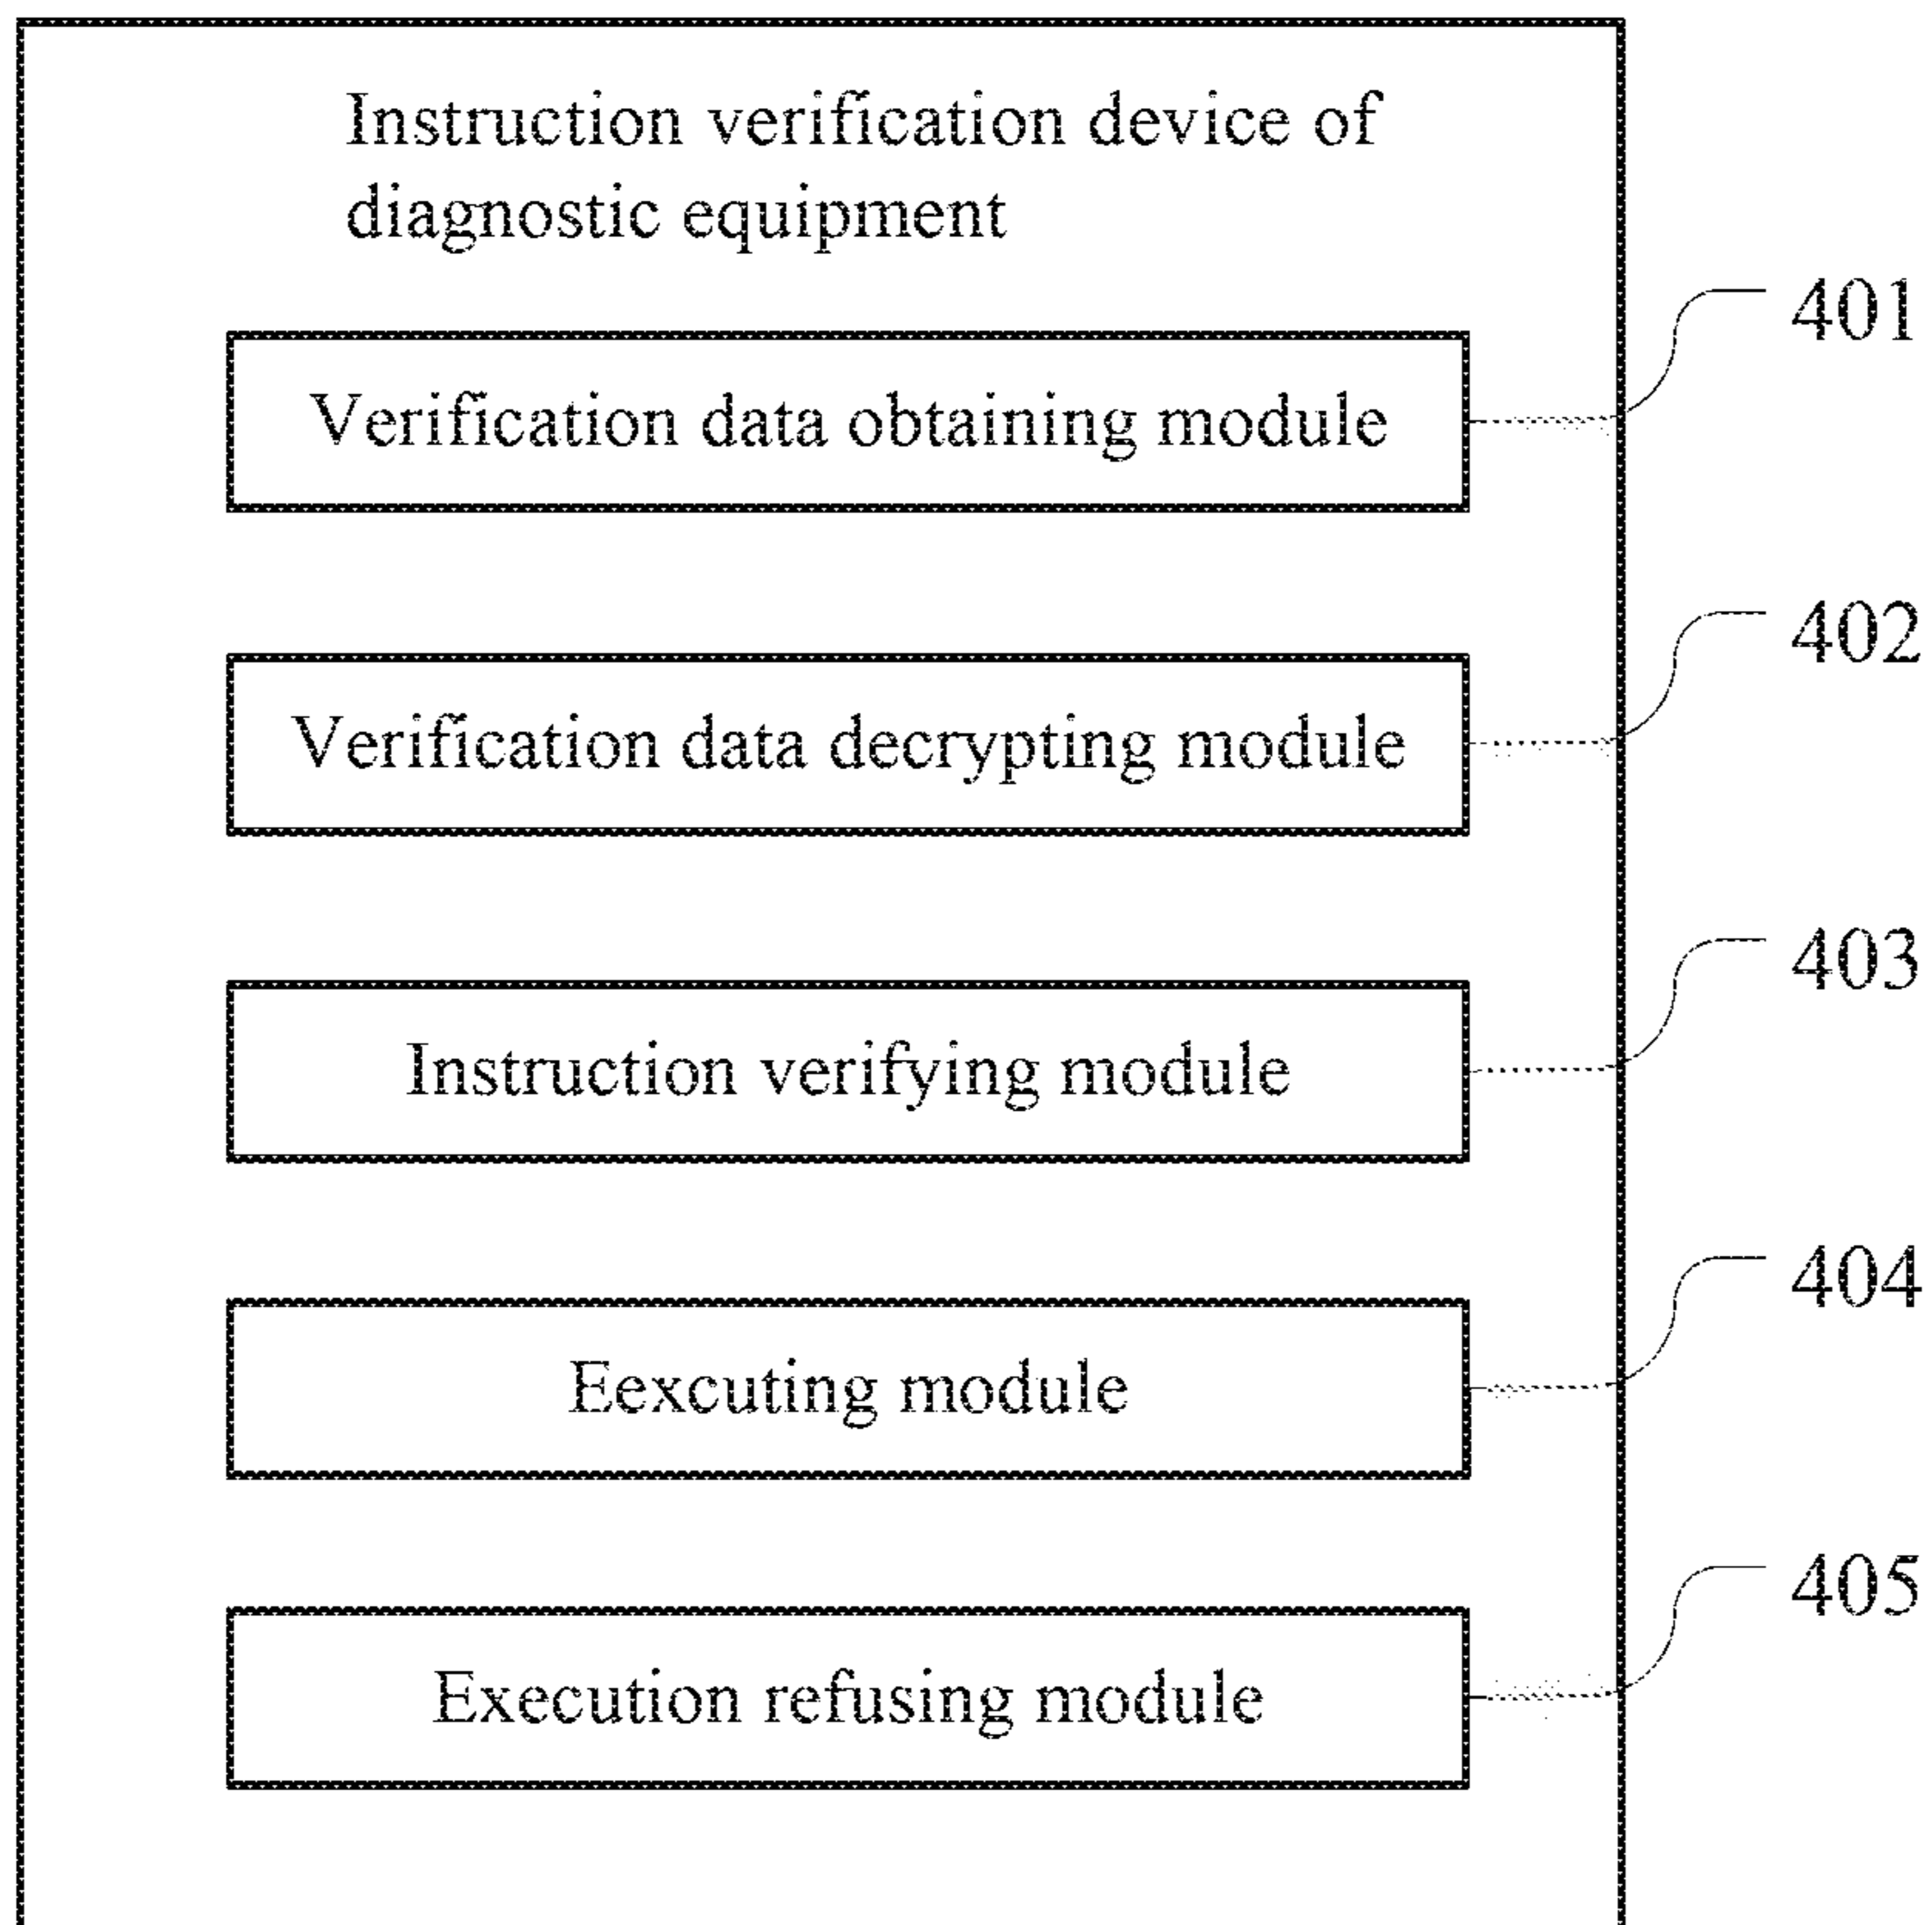 Instruction verification device of
diagnostic equipment
401
Verification data obtaining module
402
Verification data decrypting module
403
Instruction verifying module
404
Eexcuting module
405
Execution refusing module